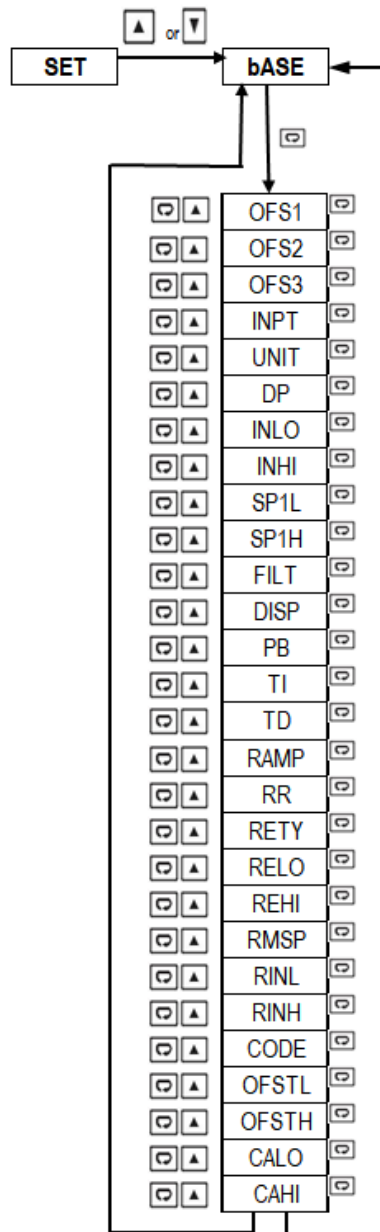 or
SET
bASE
OFS1
OFS2
OFS3
INPT
UNIT
DP
INLO
INHI
SP1L
SP1H
FILT
DISP
PB
TI
TD
RAMP
RR
RETY
RELO
REHI
RMSP
RINL
RINH
CODE
OFSTL
OFSTH
CALO
CAHI